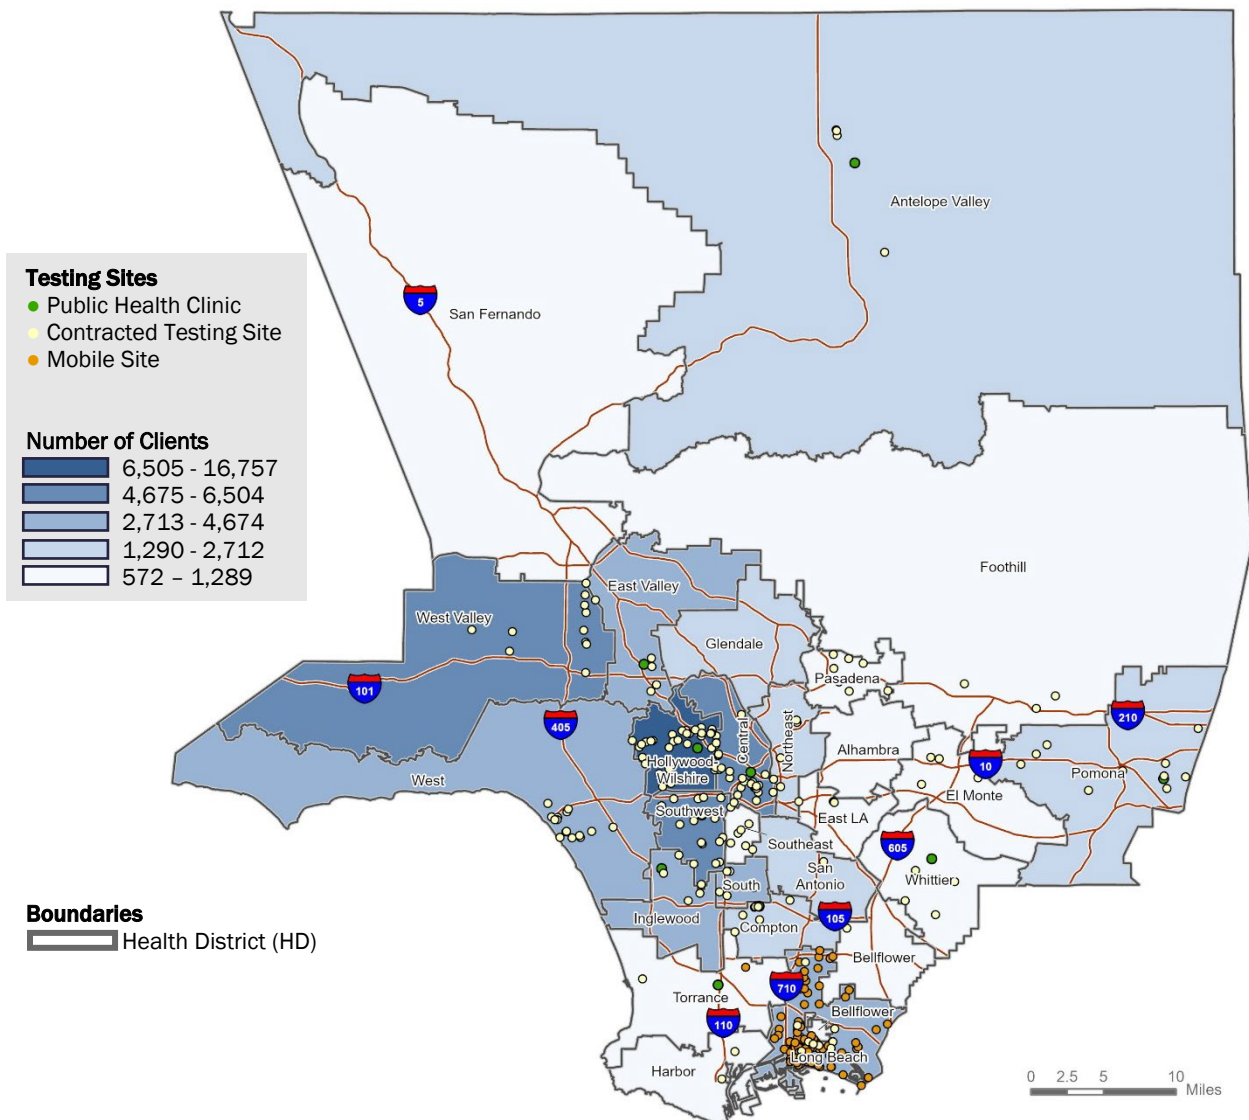 Antelope Valley
Testing Sites
Public Health Clinic
Contracted Testing Site
Mobile Site
5
San Fernando
Number of Clients
6,505 - 16,757
4,675 - 6,504
2,713 - 4,674
1,290 - 2,712
572 – 1,289
Foothill
East Valley
West Valley
Glendale
Pasadena
101
405
210
Central
Northeast
Alhambra
Hollywood-
Wilshire
10
Pomona
West
El Monte
Southwest
East LA
Southeast
605
San
Antonio
Whittier
South
Inglewood
105
Compton
Boundaries
Health District (HD)
Bellflower
710
Torrance
Bellflower
110
Long Beach
Harbor
0 2.5 5 10
Miles